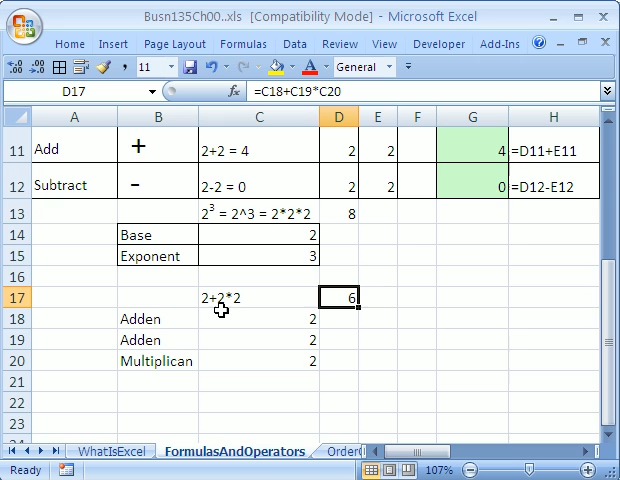 Busn135Ch00..xls [Compatibility Mode] - Microsoft Excel
Home Insert Page Layout Formulas Data Review View Developer Add-Ins
11 General
D17 fx =C18+C19*C20
A B C D E F G H
11 Add + 2+2 = 4 2 2 4 =D11+E11
12 Subtract - 2-2 = 0 2 2 0 =D12-E12
13 2³ = 2^3 = 2*2*2 8
14 Base 2
15 Exponent 3
16
17 2+2*2 6
18 Adden 2
19 Adden 2
20 Multiplican 2
21
22
23
WhatIsExcel FormulasAndOperators Order
Ready 107%